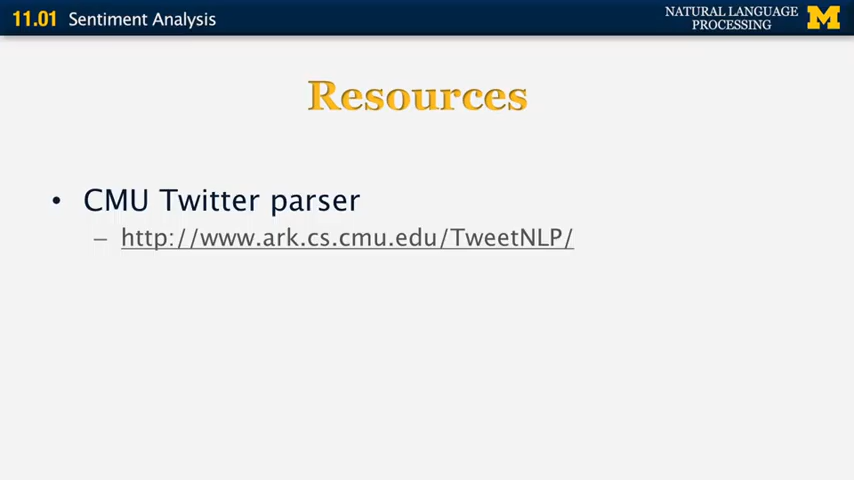 11.01 Sentiment Analysis
NATURAL LANGUAGE
PROCESSING
M
Resources
• CMU Twitter parser
– http://www.ark.cs.cmu.edu/TweetNLP/